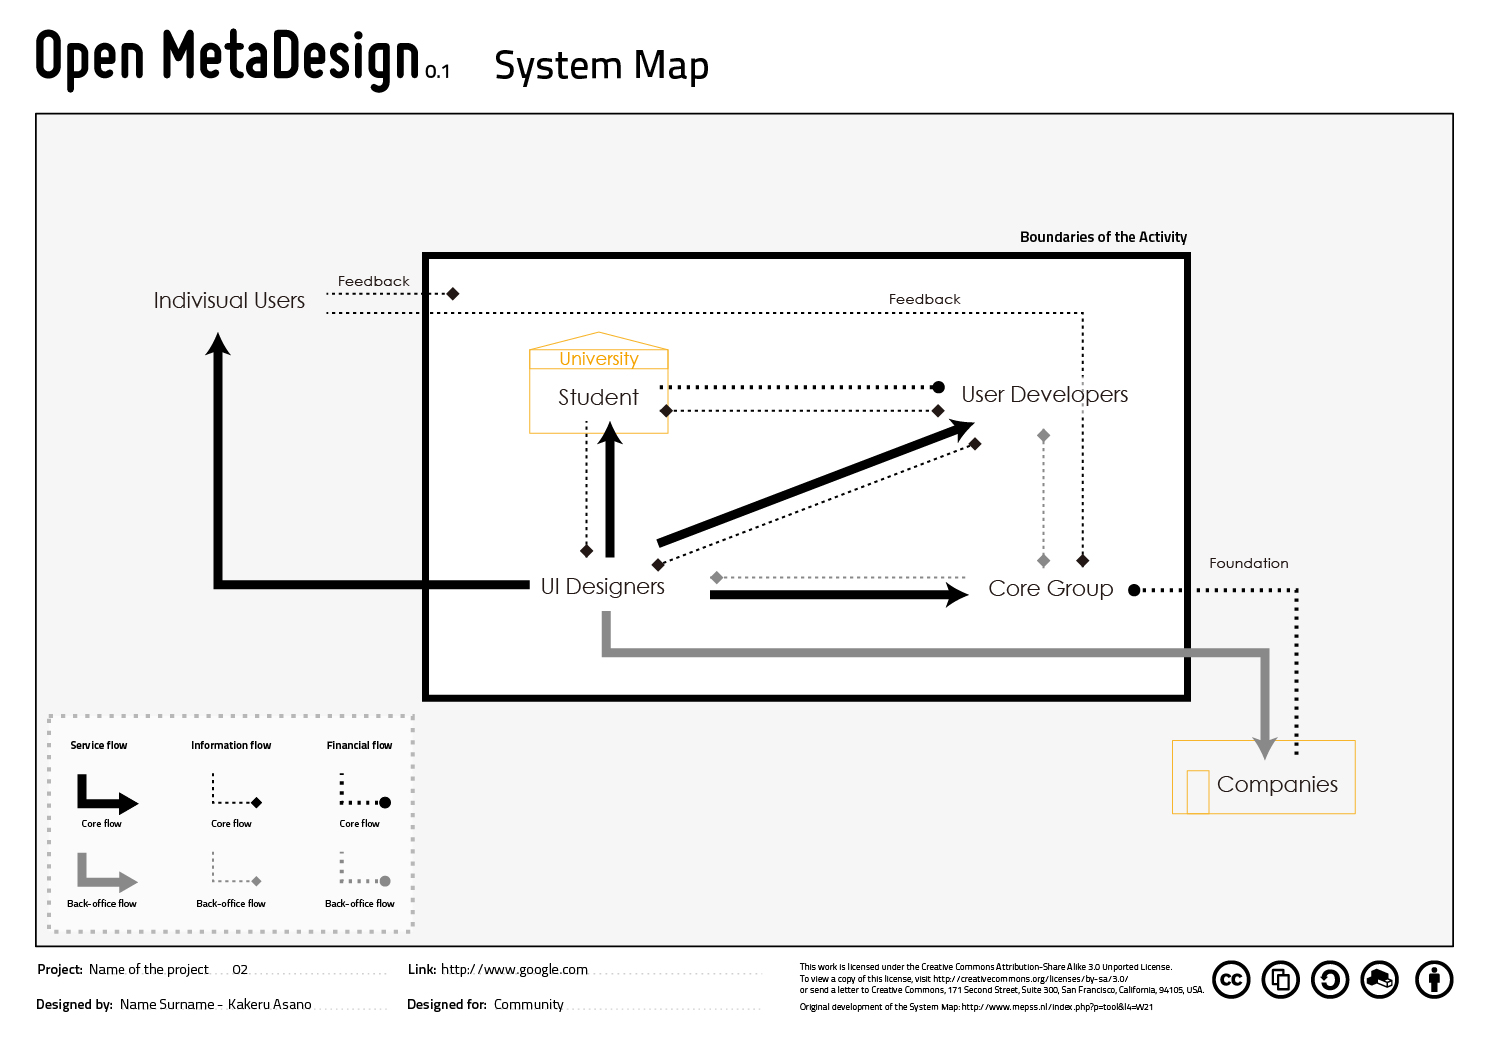 Open MetaDesign 0.1 System Map
Boundaries of the Activity
Feedback
Indivisual Users
Feedback
University
Student
User Developers
Foundation
UI Designers
Core Group
Companies
Service flow Information flow Financial flow
Core flow Core flow Core flow
Back-office flow Back-office flow Back-office flow
Project: Name of the project 02
Link: http://www.google.com
Designed by: Name Surname - Kakeru Asano
Designed for: Community
This work is licensed under the Creative Commons Attribution-Share Alike 3.0 Unported License.
To view a copy of this license, visit http://creativecommons.org/licenses/by-sa/3.0/
or send a letter to Creative Commons, 171 Second Street, Suite 300, San Francisco, California, 94105, USA.
Original development of the System Map: http://www.mepss.nl/index.php?p=tool&l4=W21
cc